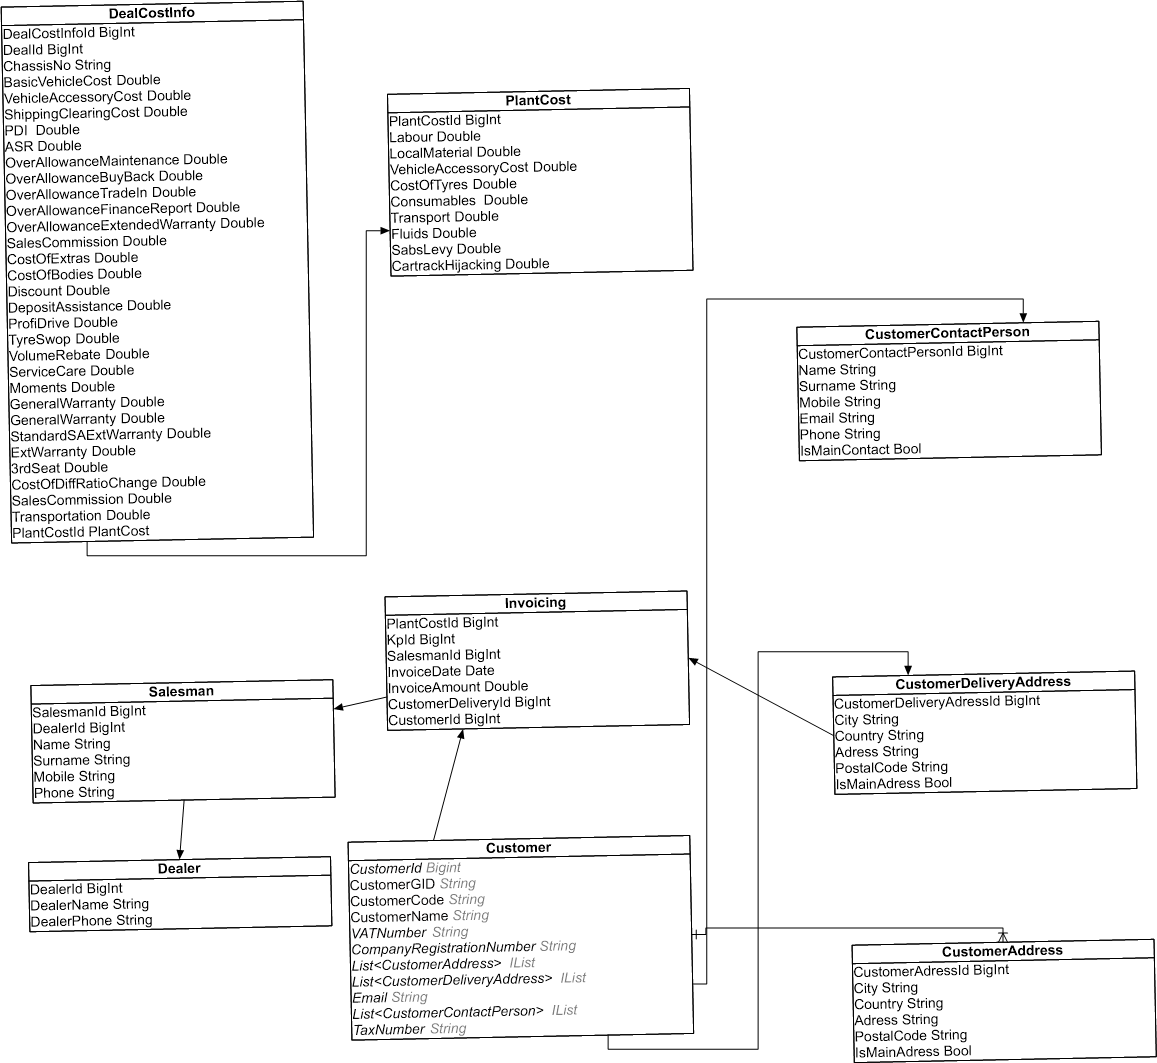 DealCostInfo
DealCostInfoId BigInt
DealId BigInt
ChassisNo String
BasicVehicleCost Double
VehicleAccessoryCost Double
ShippingClearingCost Double
PDI  Double
ASR Double
OverAllowanceMaintenance Double
OverAllowanceBuyBack Double
OverAllowanceTradeIn Double
OverAllowanceFinanceReport Double
OverAllowanceExtendedWarranty Double
SalesCommission Double
CostOfExtras Double
CostOfBodies Double
Discount Double
DepositAssistance Double
ProfiDrive Double
TyreSwop Double
VolumeRebate Double
ServiceCare Double
Moments Double
GeneralWarranty Double
GeneralWarranty Double
StandardSAExtWarranty Double
ExtWarranty Double
3rdSeat Double
CostOfDiffRatioChange Double
SalesCommission Double
Transportation Double
PlantCostId PlantCost
PlantCost
PlantCostId BigInt
Labour Double
LocalMaterial Double
VehicleAccessoryCost Double
CostOfTyres Double
Consumables  Double
Transport Double
Fluids Double
SabsLevy Double
CartrackHijacking Double
CustomerContactPerson
CustomerContactPersonId BigInt
Name String
Surname String
Mobile String
Email String
Phone String
IsMainContact Bool
Invoicing
PlantCostId BigInt
KpId BigInt
SalesmanId BigInt
InvoiceDate Date
InvoiceAmount Double
CustomerDeliveryId BigInt
CustomerId BigInt
Salesman
SalesmanId BigInt
DealerId BigInt
Name String
Surname String
Mobile String
Phone String
CustomerDeliveryAddress
CustomerDeliveryAdressId BigInt
City String
Country String
Adress String
PostalCode String
IsMainAdress Bool
Dealer
DealerId BigInt
DealerName String
DealerPhone String
Customer
CustomerId Bigint
CustomerGID String
CustomerCode String
CustomerName String
VATNumber String
CompanyRegistrationNumber String
List<CustomerAddress>  IList
List<CustomerDeliveryAddress>  IList
Email String
List<CustomerContactPerson>  IList
TaxNumber String
CustomerAddress
CustomerAdressId BigInt
City String
Country String
Adress String
PostalCode String
IsMainAdress Bool